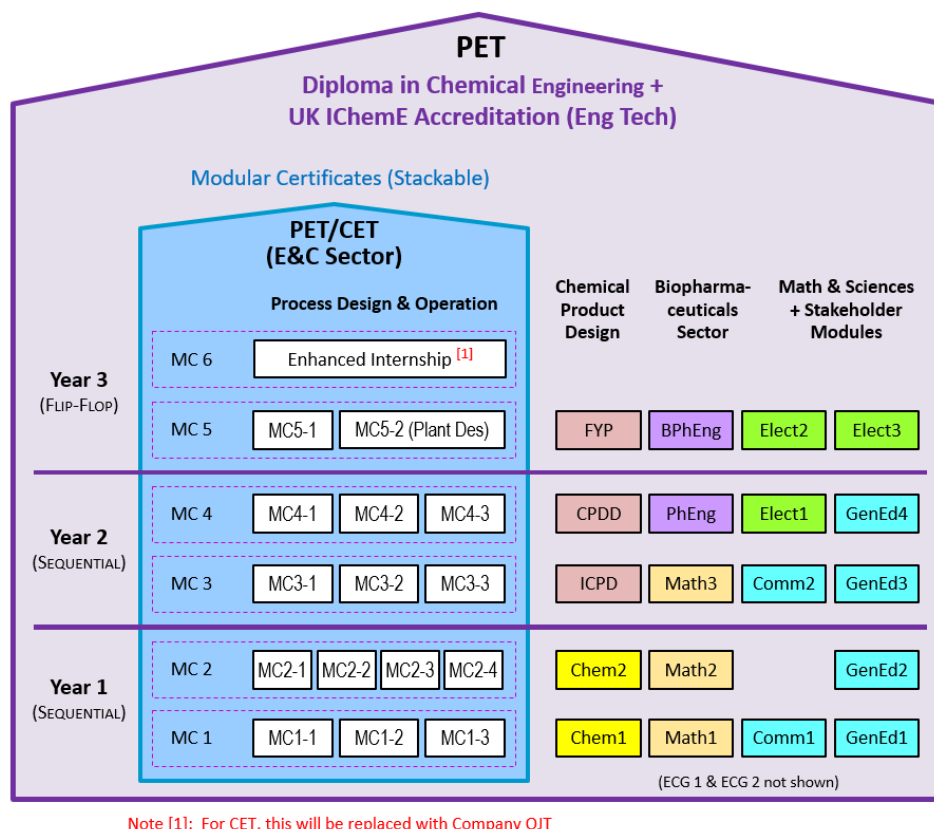 PET
Diploma in Chemical Engineering +
UK IChemE Accreditation (Eng Tech)
Modular Certificates (Stackable)
PET/CET
(E&C Sector)
Process Design & Operation
Chemical
Product
Design
Biopharma-
ceuticals
Sector
Math & Sciences
+ Stakeholder
Modules
Year 3
(FLIP-FLOP)
MC 6
Enhanced Internship [1]
MC 5
MC5-1
MC5-2 (Plant Des)
FYP
BPhEng
Elect2
Elect3
Year 2
(SEQUENTIAL)
MC 4
MC4-1
MC4-2
MC4-3
CPDD
PhEng
Elect1
GenEd4
MC 3
MC3-1
MC3-2
MC3-3
ICPD
Math3
Comm2
GenEd3
Year 1
(SEQUENTIAL)
MC 2
MC2-1
MC2-2
MC2-3
MC2-4
Chem2
Math2
GenEd2
MC 1
MC1-1
MC1-2
MC1-3
Chem1
Math1
Comm1
GenEd1
(ECG 1 & ECG 2 not shown)
Note [1]: For CET, this will be replaced with Company OJT